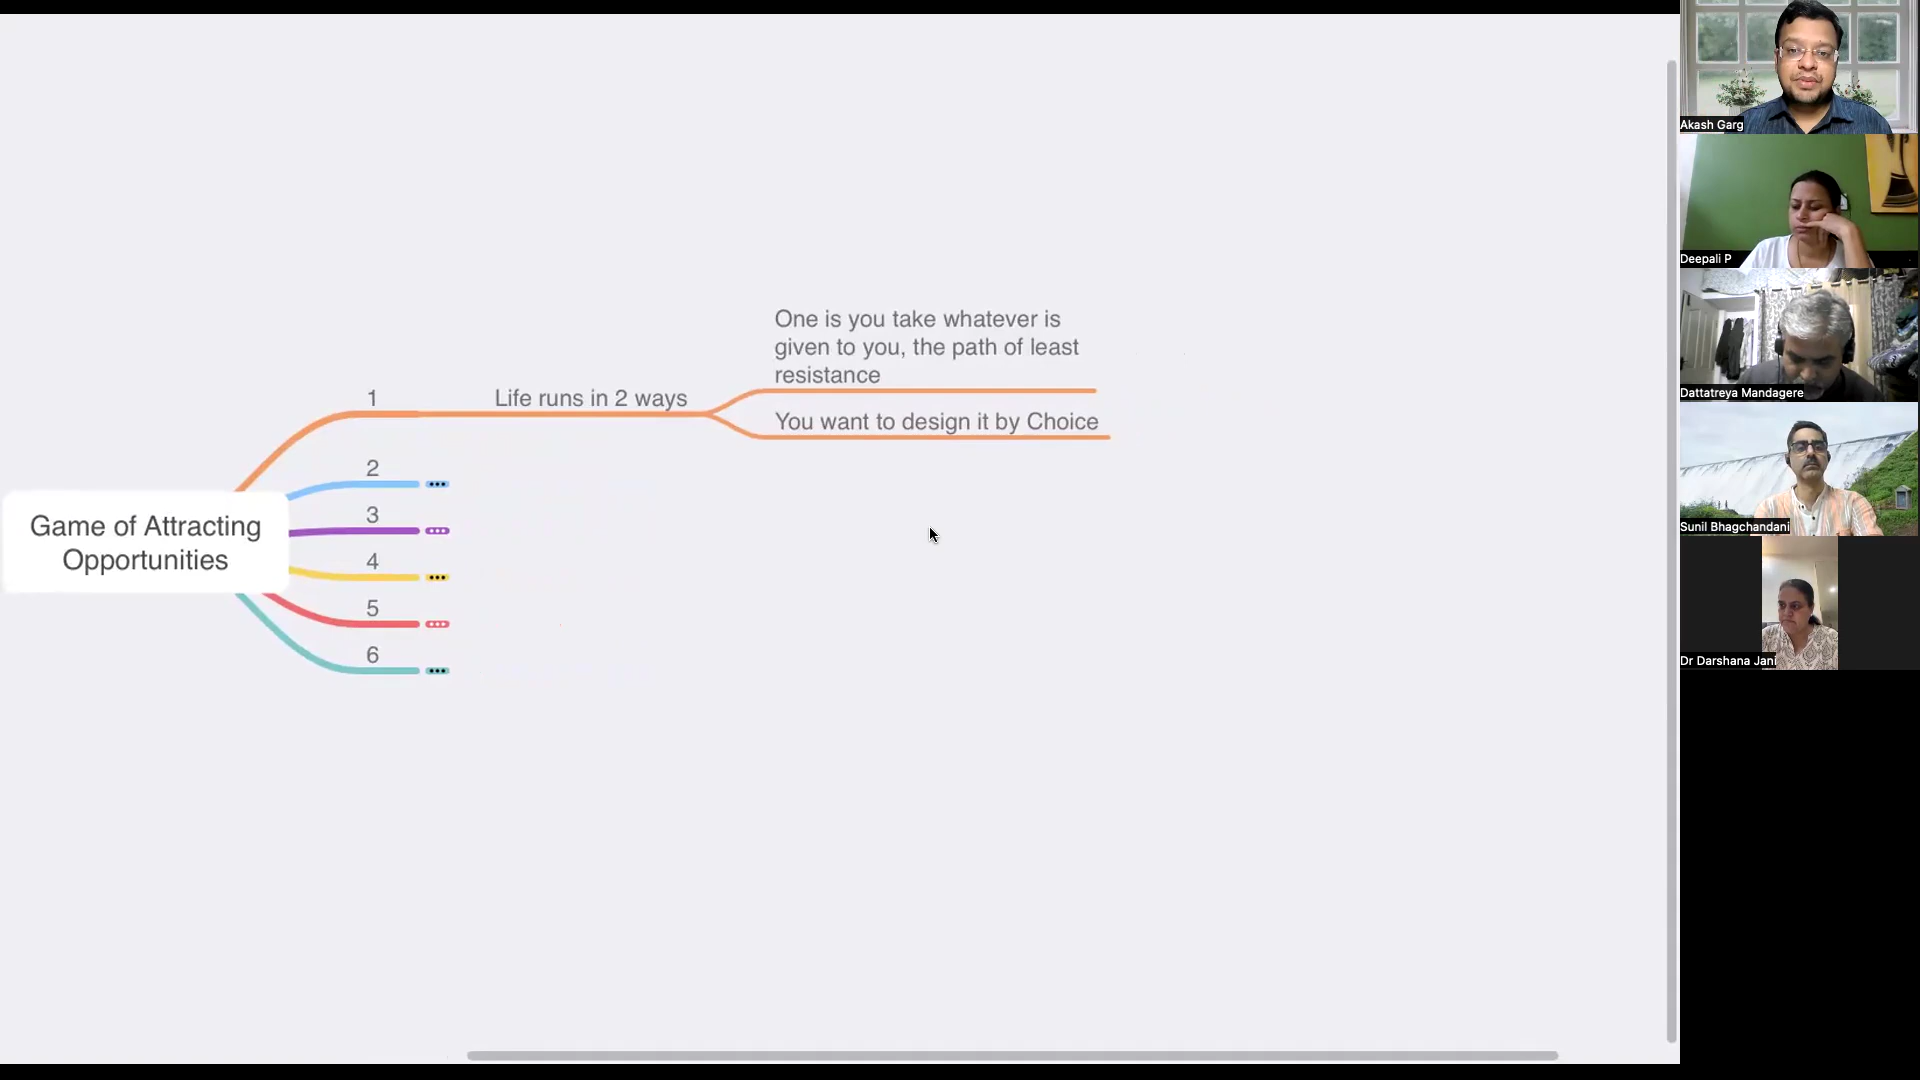 Game of Attracting
Opportunities
1
Life runs in 2 ways
One is you take whatever is
given to you, the path of least
resistance
You want to design it by Choice
2
3
4
5
6
Akash Garg
Deepali P
Dattatreya Mandagere
Sunil Bhagchandani
Dr Darshana Jani